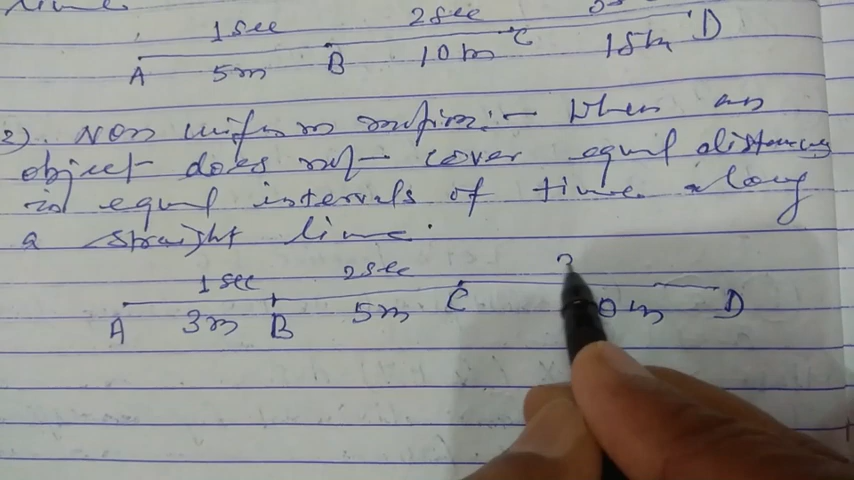 1 sec 2 sec
A 5m B 10m C 15m D
2). Non uniform motion:- When an
object does not cover equal distances
in equal intervals of time along
a straight line.
1 sec 2 sec
A 3m B 5m C 0m D